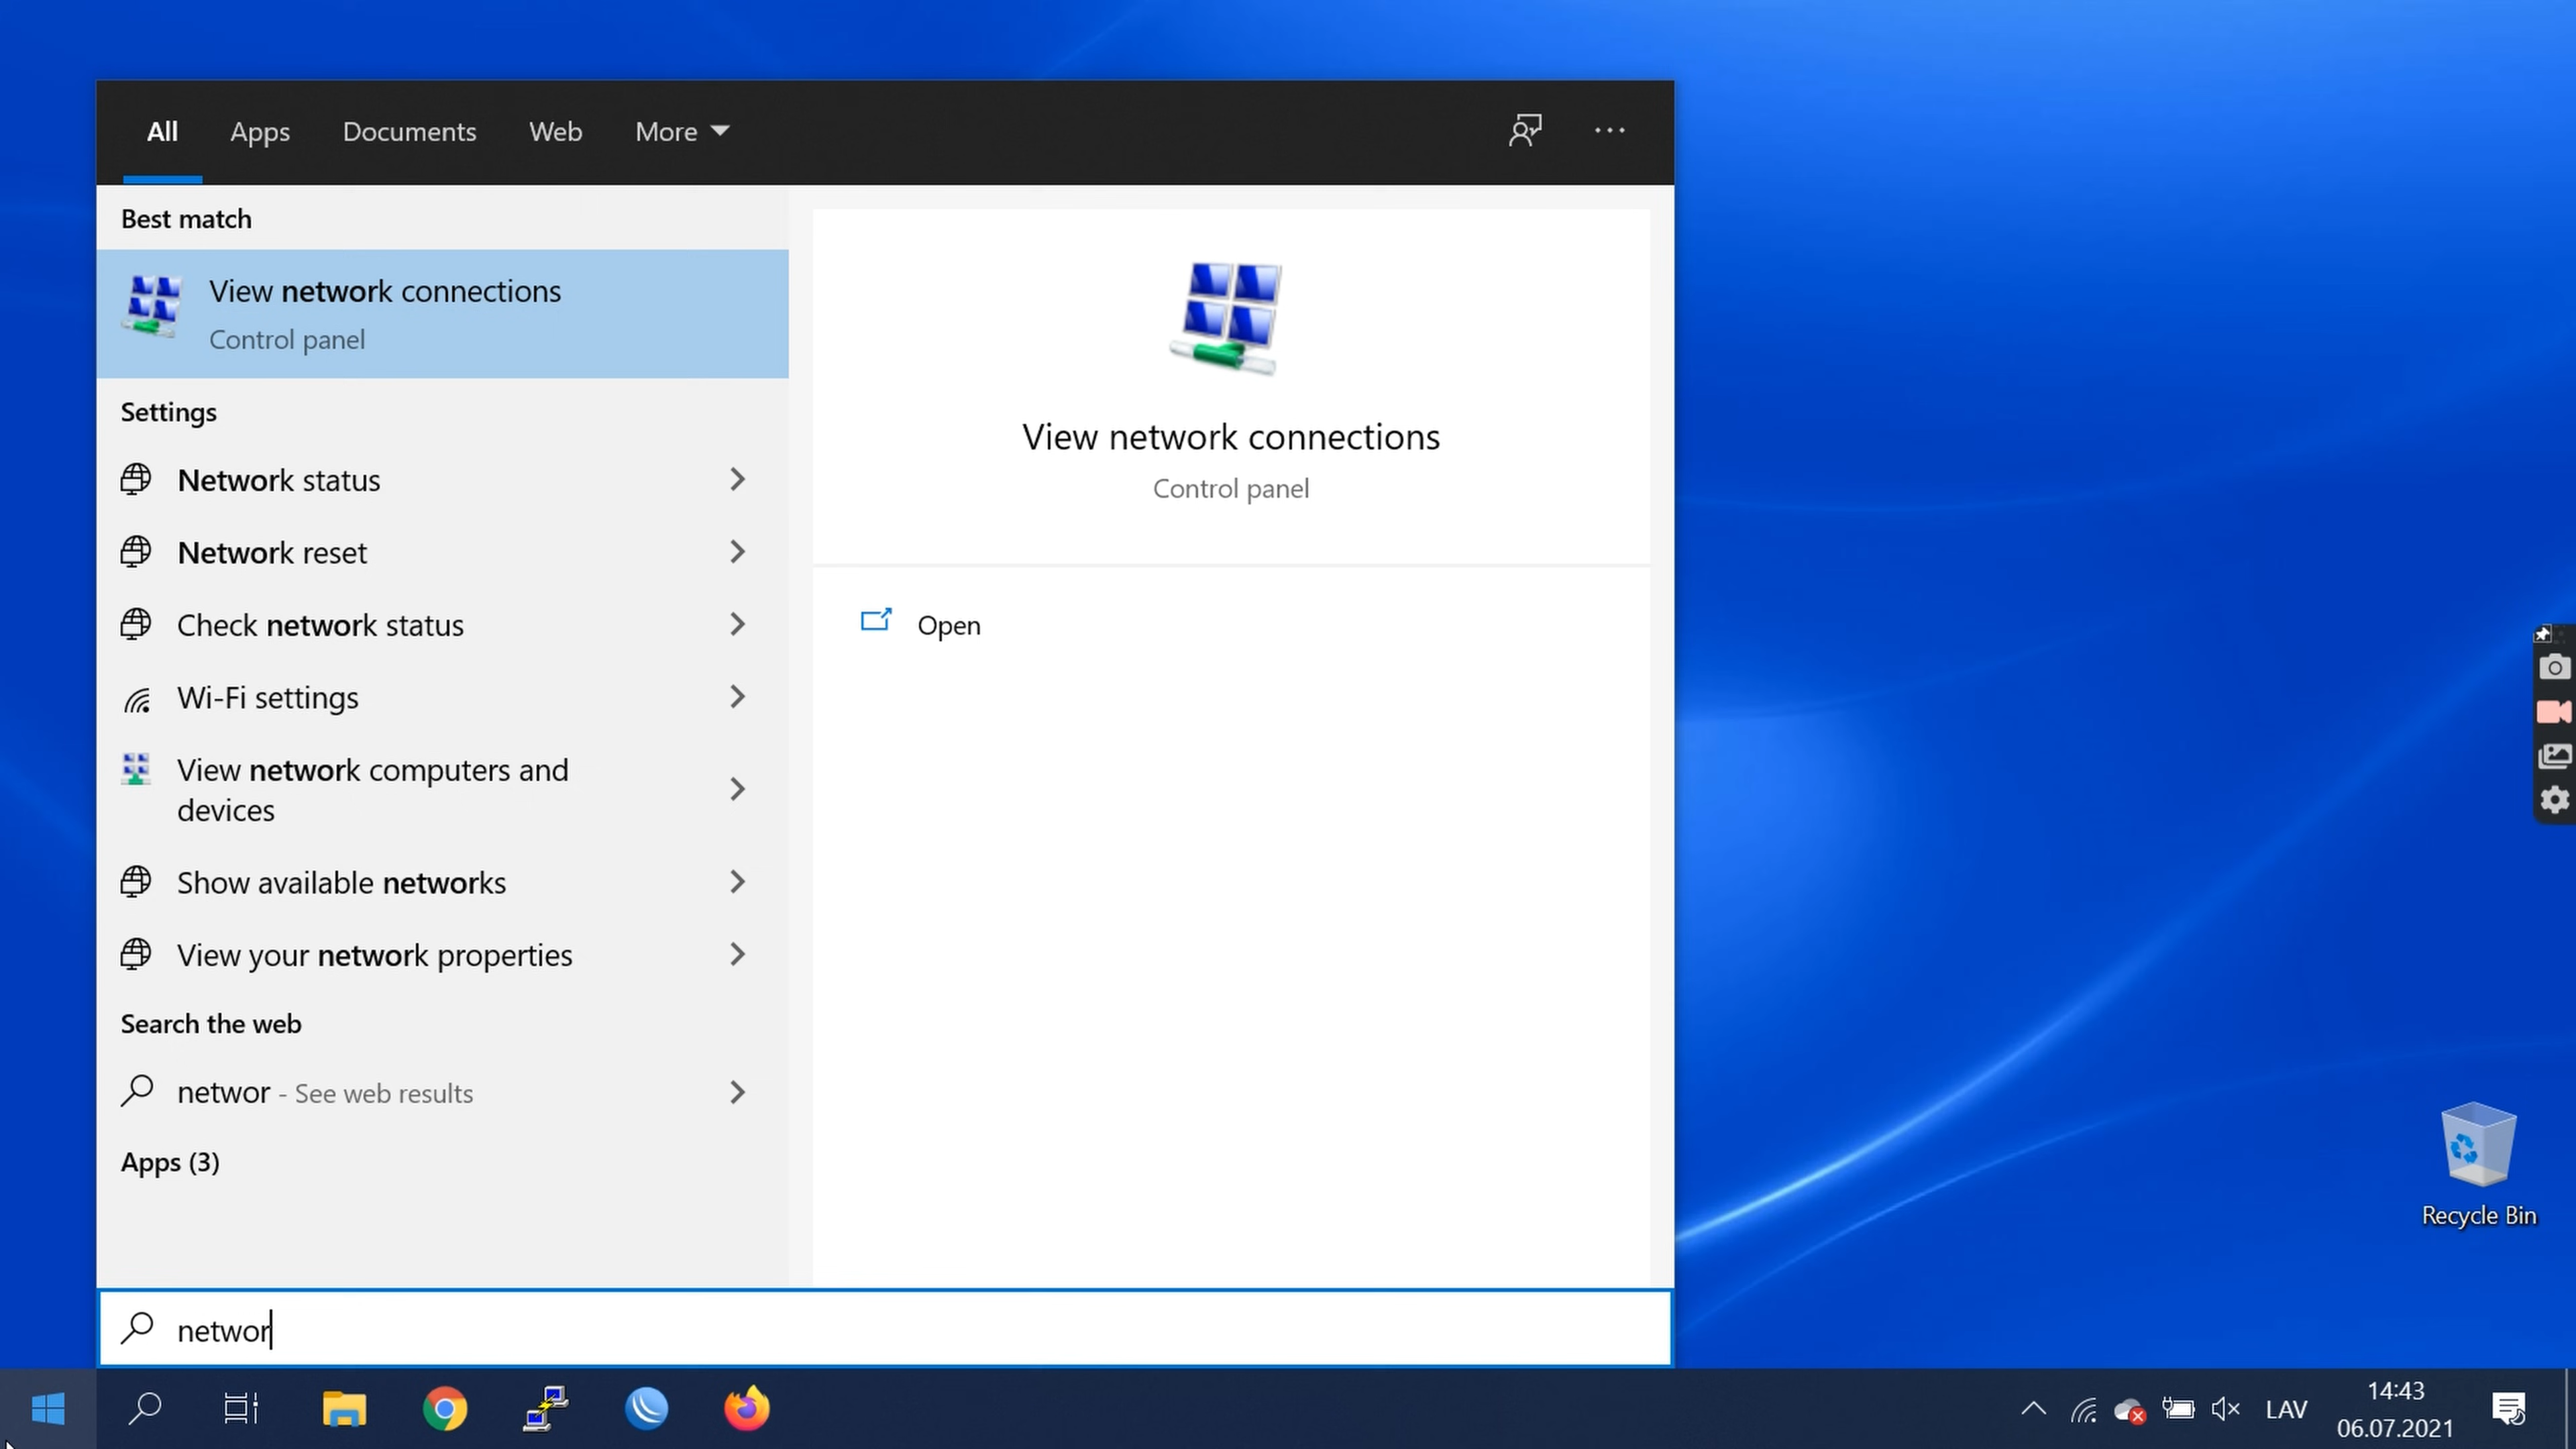 All Apps Documents Web More
Best match
View network connections
Control panel
Settings
Network status
Network reset
Check network status
Wi-Fi settings
View network computers and
devices
Show available networks
View your network properties
Search the web
networ - See web results
Apps (3)
View network connections
Control panel
Open
networ
Recycle Bin
LAV
14:43
06.07.2021